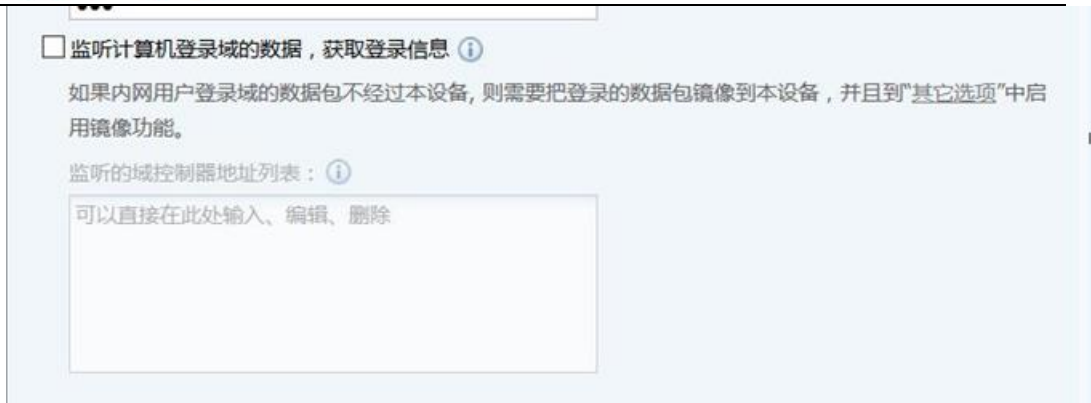 监听计算机登录域的数据，获取登录信息
如果内网用户登录域的数据包不经过本设备, 则需要把登录的数据包镜像到本设备，并且到"其它选项"中启
用镜像功能。
监听的域控制器地址列表：
可以直接在此处输入、编辑、删除